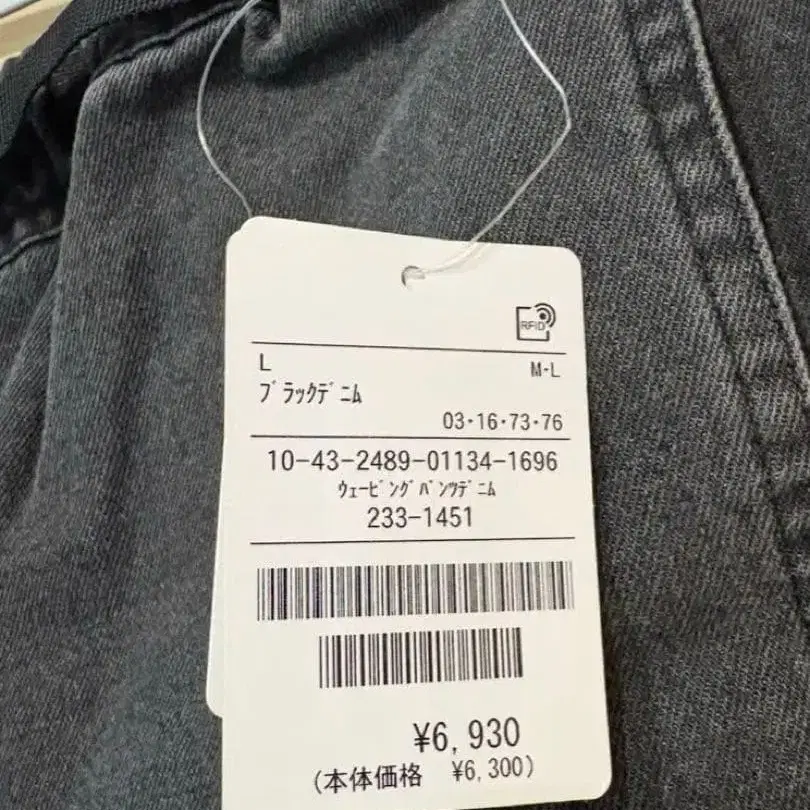 RFID
L M-L
ﾌﾞﾗｯｸﾃﾞﾆﾑ
03・16・73・76
10-43-2489-01134-1696
ｳｪｰﾋﾞﾝｸﾞﾊﾟﾝﾂﾃﾞﾆﾑ
233-1451
¥6,930
(本体価格 ¥6,300)